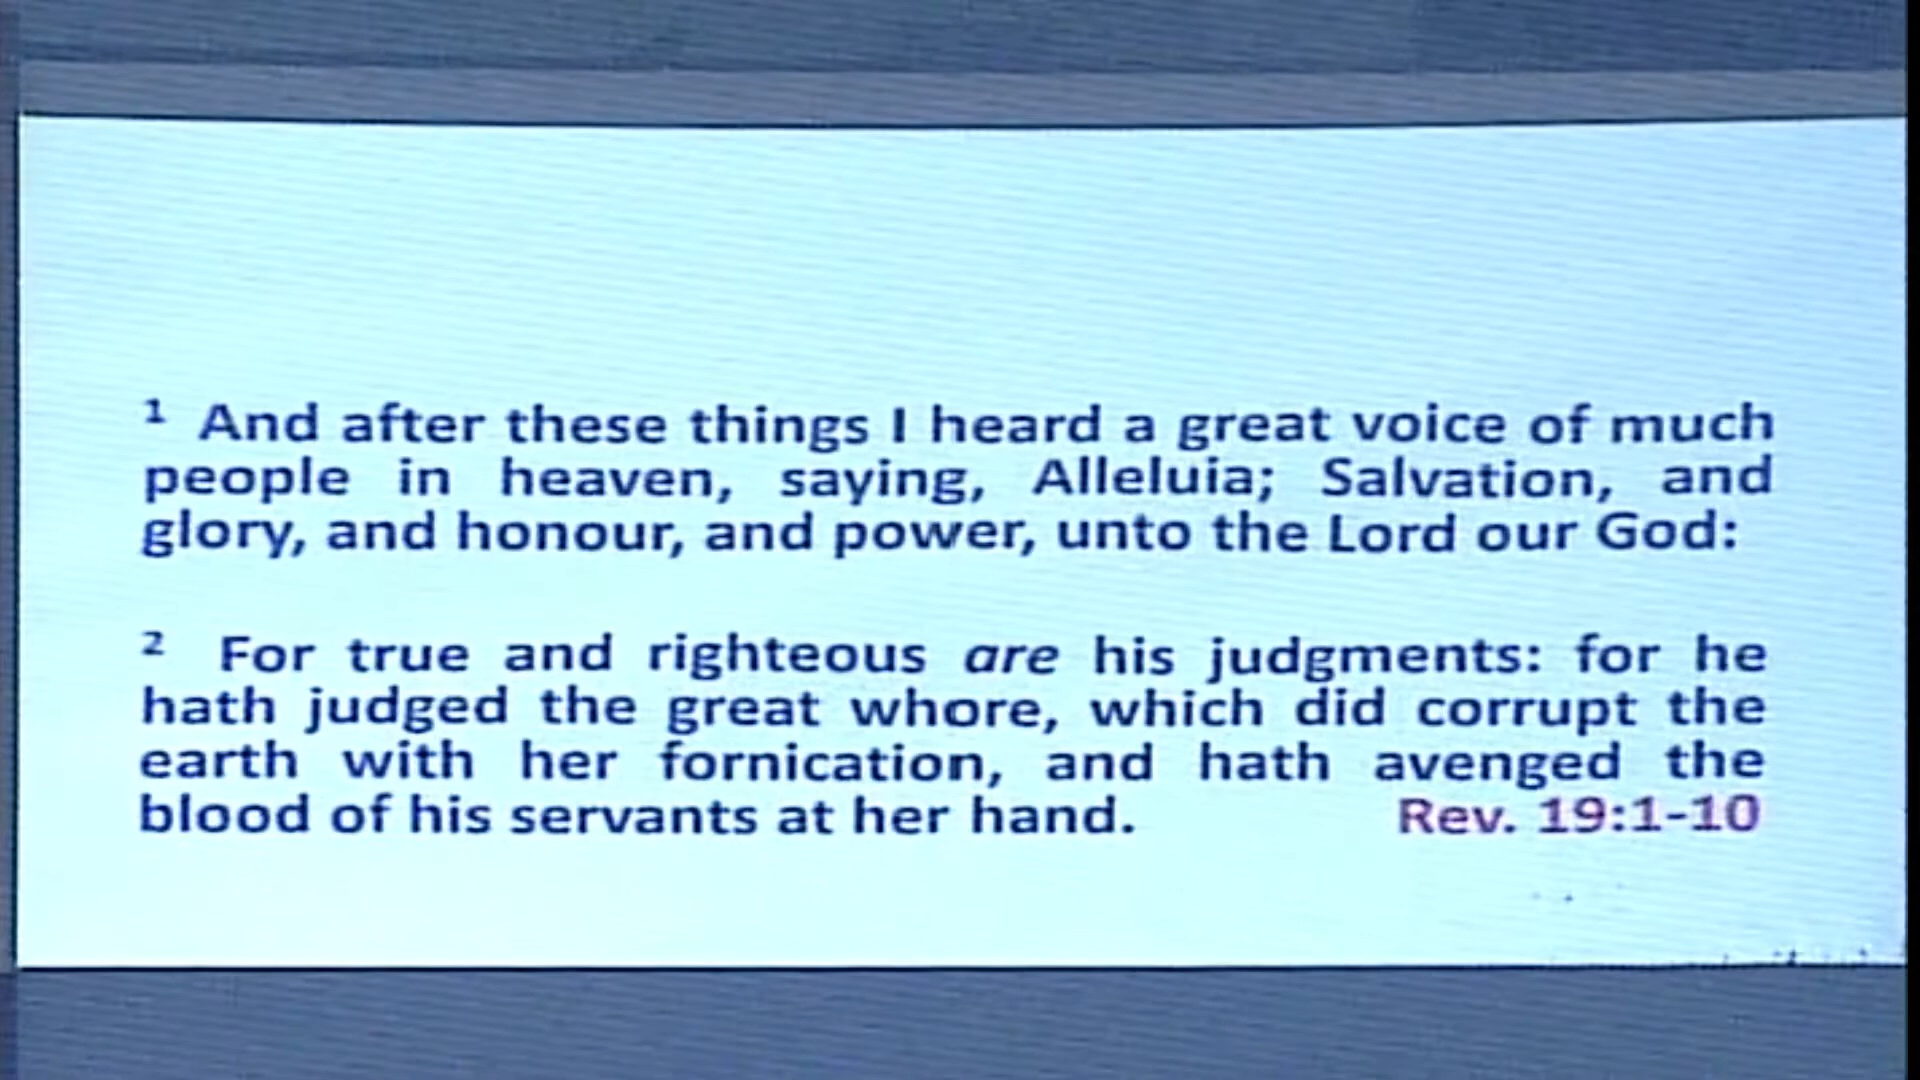 1 And after these things I heard a great voice of much
people in heaven, saying, Alleluia; Salvation, and
glory, and honour, and power, unto the Lord our God:
2 For true and righteous are his judgments: for he
hath judged the great whore, which did corrupt the
earth with her fornication, and hath avenged the
blood of his servants at her hand. Rev. 19:1-10